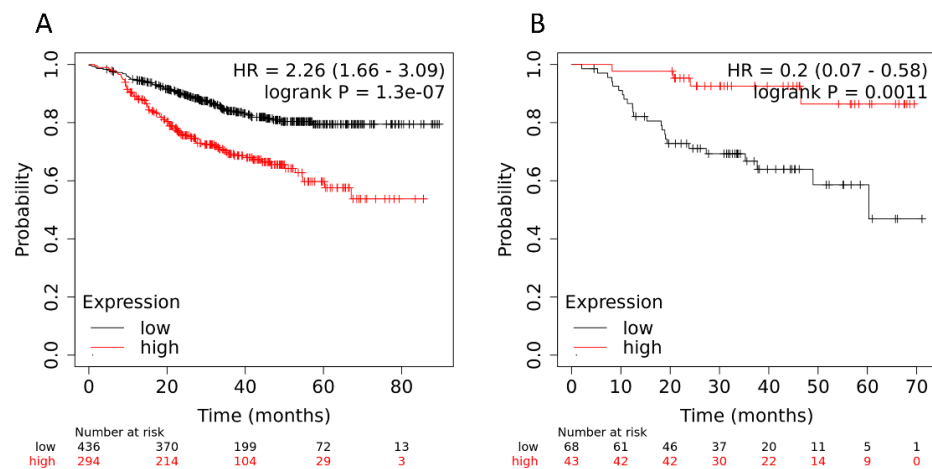 A
Probability
1.0
0.8
0.6
0.4
0.2
0.0
HR = 2.26 (1.66 - 3.09)
logrank P = 1.3e-07
Expression
low
high
0 20 40 60 80
Time (months)
Number at risk
low 436 370 199 72 13
high 294 214 104 29 3
B
Probability
1.0
0.8
0.6
0.4
0.2
0.0
HR = 0.2 (0.07 - 0.58)
logrank P = 0.0011
Expression
low
high
0 10 20 30 40 50 60 70
Time (months)
Number at risk
low 68 61 46 37 20 11 5 1
high 43 42 42 30 22 14 9 0